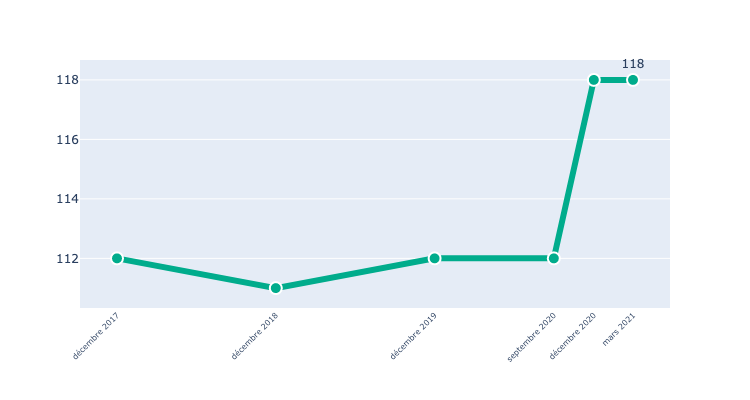 118
118
116
114
112
décembre 2017
décembre 2018
décembre 2019
septembre 2020
décembre 2020
mars 2021